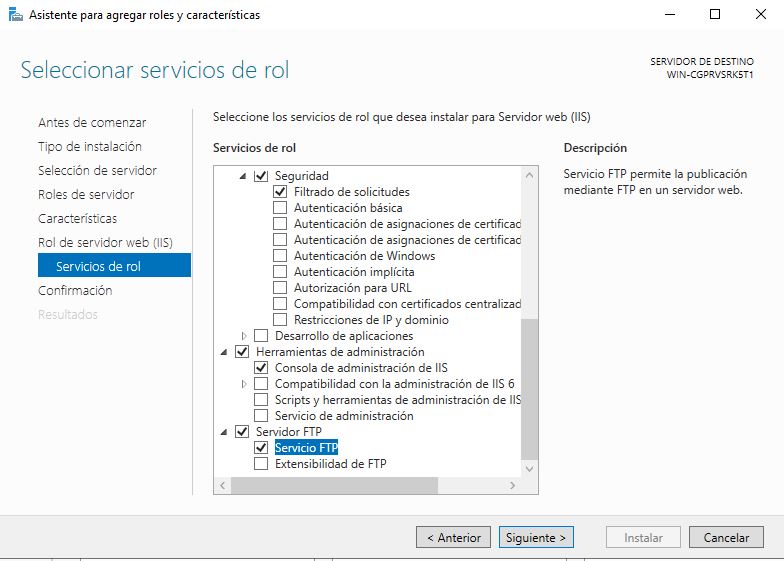 Asistente para agregar roles y características
Seleccionar servicios de rol
SERVIDOR DE DESTINO
WIN-CGPRVSRK5T1
Antes de comenzar
Tipo de instalación
Selección de servidor
Roles de servidor
Características
Rol de servidor web (IIS)
Servicios de rol
Confirmación
Resultados
Seleccione los servicios de rol que desea instalar para Servidor web (IIS)
Servicios de rol
Seguridad
Filtrado de solicitudes
Autenticación básica
Autenticación de asignaciones de certificad
Autenticación de asignaciones de certificad
Autenticación de Windows
Autenticación implícita
Autorización para URL
Compatibilidad con certificados centralizad
Restricciones de IP y dominio
Desarrollo de aplicaciones
Herramientas de administración
Consola de administración de IIS
Compatibilidad con la administración de IIS 6
Scripts y herramientas de administración de IIS
Servicio de administración
Servidor FTP
Servicio FTP
Extensibilidad de FTP
Descripción
Servicio FTP permite la publicación
mediante FTP en un servidor web.
< Anterior
Siguiente >
Instalar
Cancelar